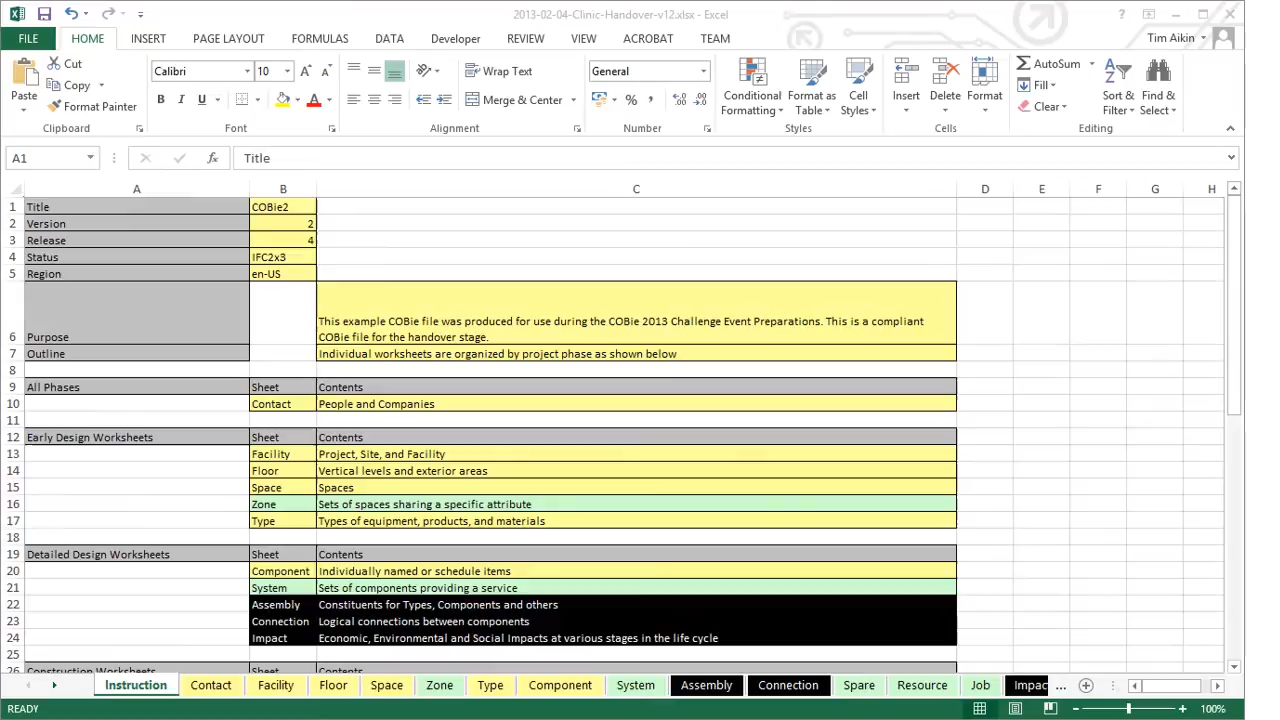 2013-02-04-Clinic-Handover-v12.xlsx - Excel
?
FILE HOME INSERT PAGE LAYOUT FORMULAS DATA Developer REVIEW VIEW ACROBAT TEAM Tim Aikin
Paste
Cut
Copy
Format Painter
Clipboard
Calibri 10
B I U
Font
Wrap Text
Merge & Center
Alignment
General
%
Number
Conditional Formatting
Format as Table
Cell Styles
Styles
Insert
Delete
Format
Cells
AutoSum
Fill
Clear
Sort & Filter
Find & Select
Editing
A1 fx Title
A B C D E F G H
1 Title COBie2
2 Version 2
3 Release 4
4 Status IFC2x3
5 Region en-US
This example COBie file was produced for use during the COBie 2013 Challenge Event Preparations. This is a compliant
6 Purpose COBie file for the handover stage.
7 Outline Individual worksheets are organized by project phase as shown below
8
9 All Phases Sheet Contents
10 Contact People and Companies
11
12 Early Design Worksheets Sheet Contents
13 Facility Project, Site, and Facility
14 Floor Vertical levels and exterior areas
15 Space Spaces
16 Zone Sets of spaces sharing a specific attribute
17 Type Types of equipment, products, and materials
18
19 Detailed Design Worksheets Sheet Contents
20 Component Individually named or schedule items
21 System Sets of components providing a service
22 Assembly Constituents for Types, Components and others
23 Connection Logical connections between components
24 Impact Economic, Environmental and Social Impacts at various stages in the life cycle
25
26 Construction Worksheets Sheet Contents
Instruction Contact Facility Floor Space Zone Type Component System Assembly Connection Spare Resource Job Impac ...
READY 100%